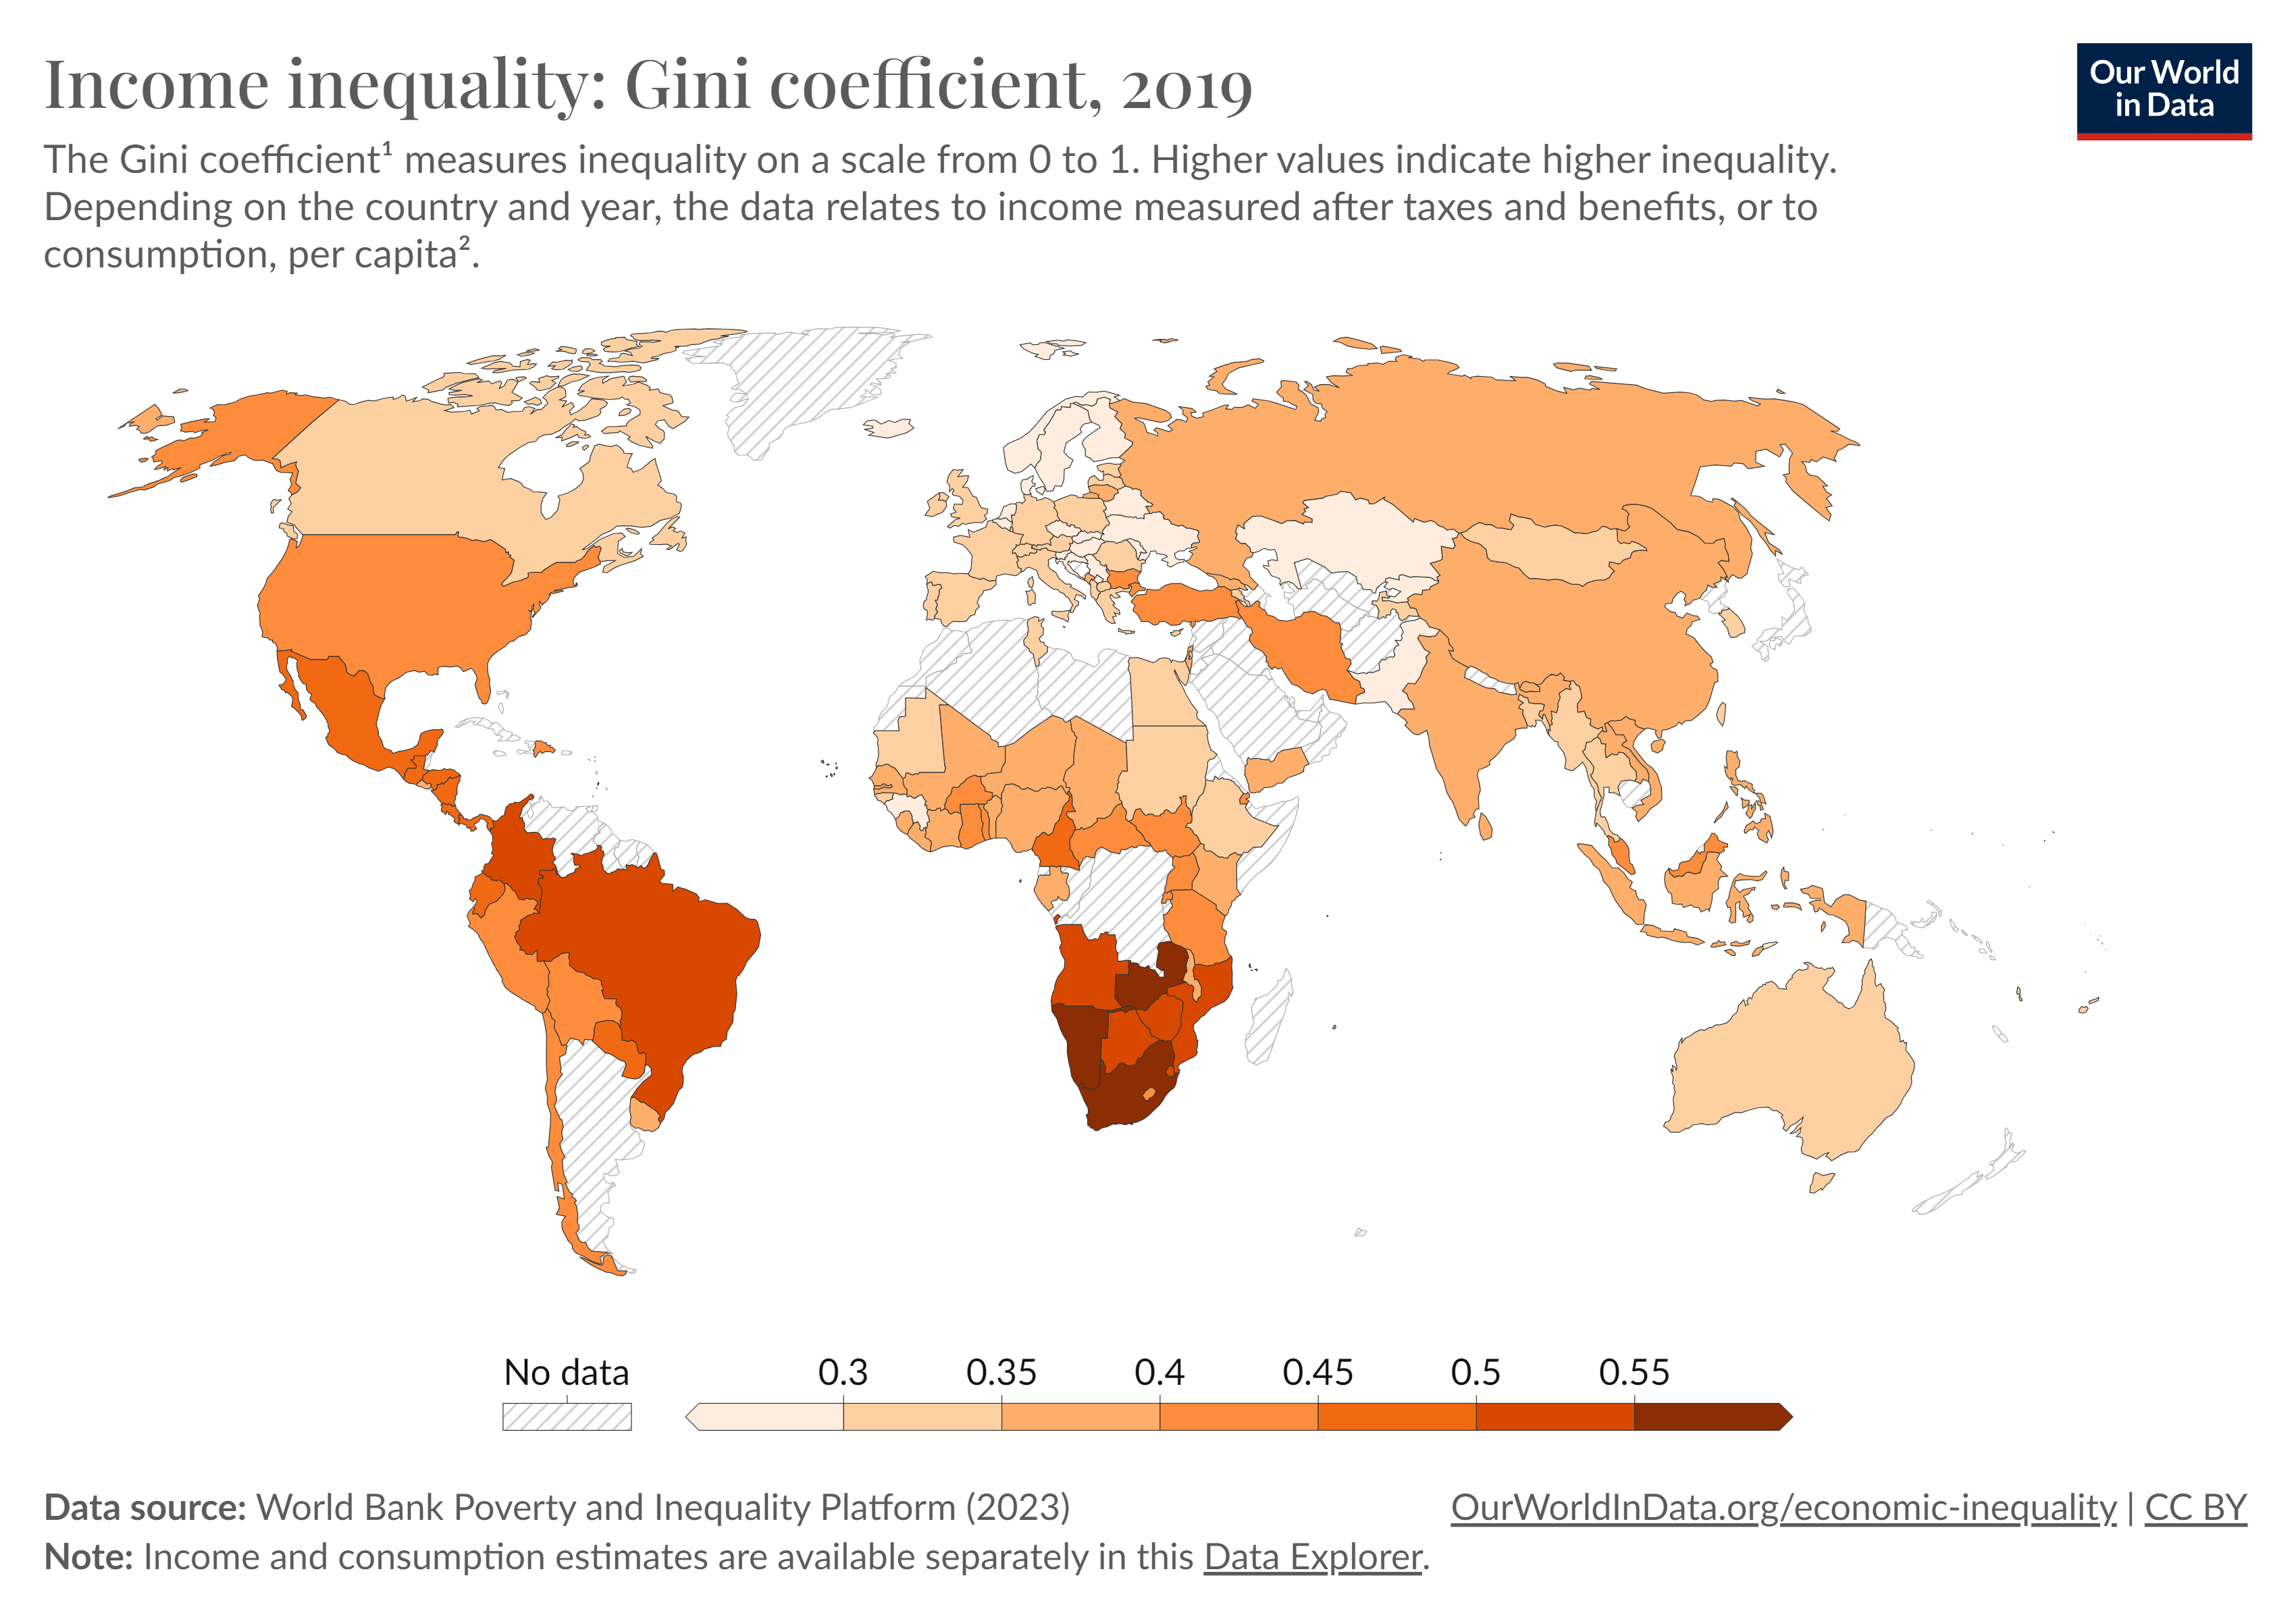 Income inequality: Gini coefficient, 2019
Our World
in Data
The Gini coefficient¹ measures inequality on a scale from 0 to 1. Higher values indicate higher inequality.
Depending on the country and year, the data relates to income measured after taxes and benefits, or to
consumption, per capita².
No data
0.3
0.35
0.4
0.45
0.5
0.55
Data source: World Bank Poverty and Inequality Platform (2023)
OurWorldInData.org/economic-inequality | CC BY
Note: Income and consumption estimates are available separately in this Data Explorer.